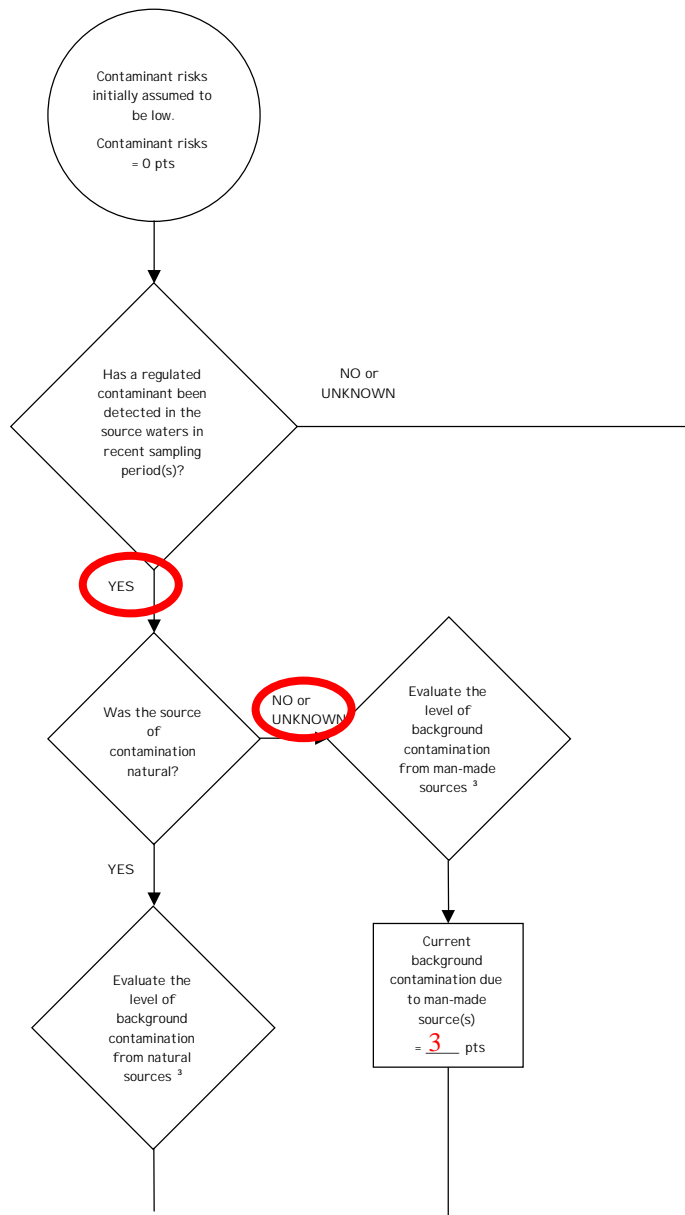 Contaminant risks
initially assumed to
be low.
Contaminant risks
= 0 pts
Has a regulated
contaminant been
detected in the
source waters in
recent sampling
period(s)?
NO or
UNKNOWN
YES
Was the source
of
contamination
natural?
NO or
UNKNOWN
Evaluate the
level of
background
contamination
from man-made
sources ³
YES
Evaluate the
level of
background
contamination
from natural
sources ³
Current
background
contamination due
to man-made
source(s)
= 3 pts